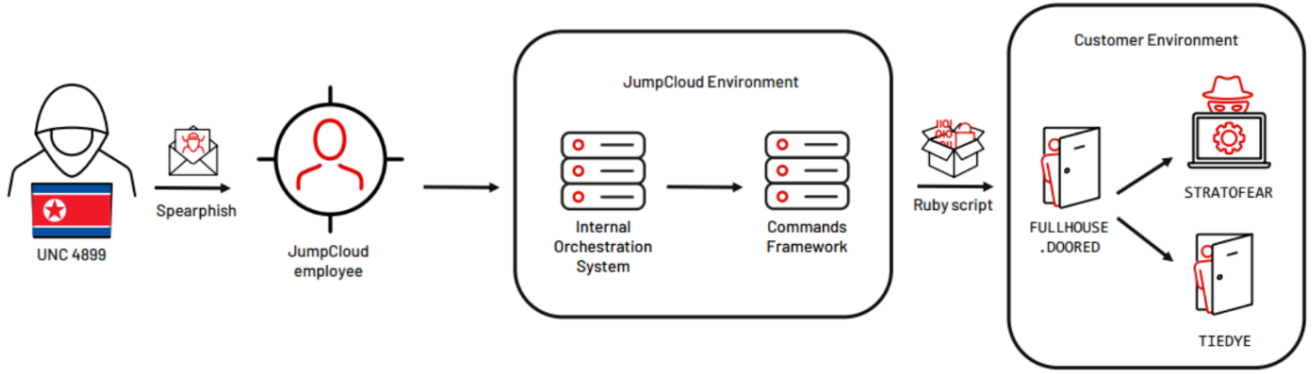 UNC 4899
Spearphish
JumpCloud
employee
JumpCloud Environment
Internal
Orchestration
System
Commands
Framework
Ruby script
Customer Environment
FULLHOUSE
.DOORED
STRATOFEAR
TIEDYE